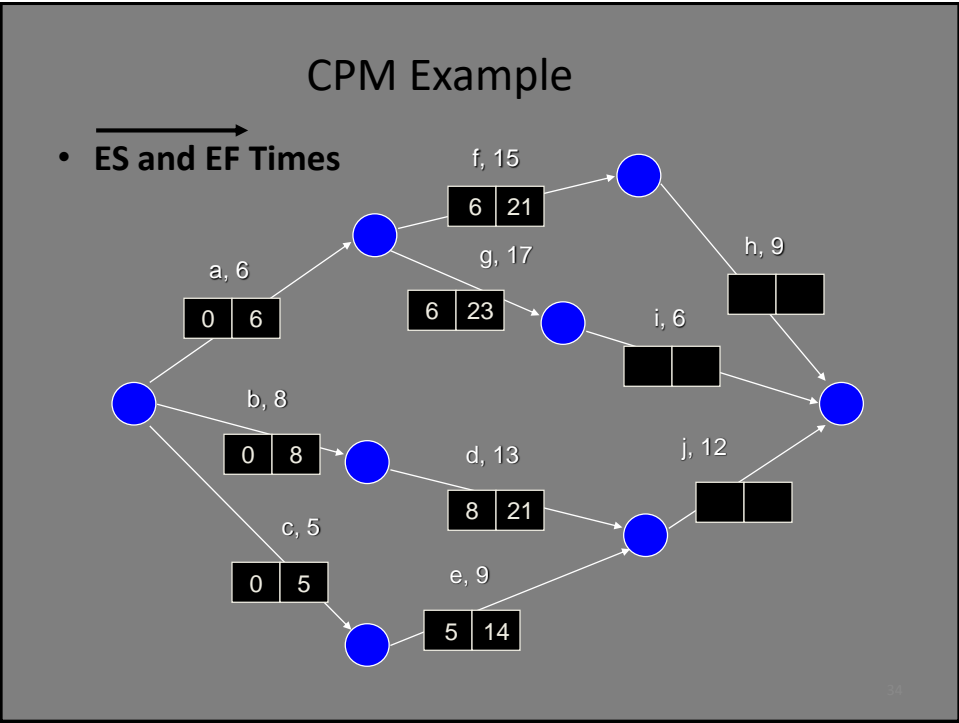 CPM Example
• ES and EF Times
f, 15
6 21
g, 17
6 23
h, 9
a, 6
0 6
i, 6
b, 8
0 8
d, 13
8 21
j, 12
c, 5
0 5
e, 9
5 14
34